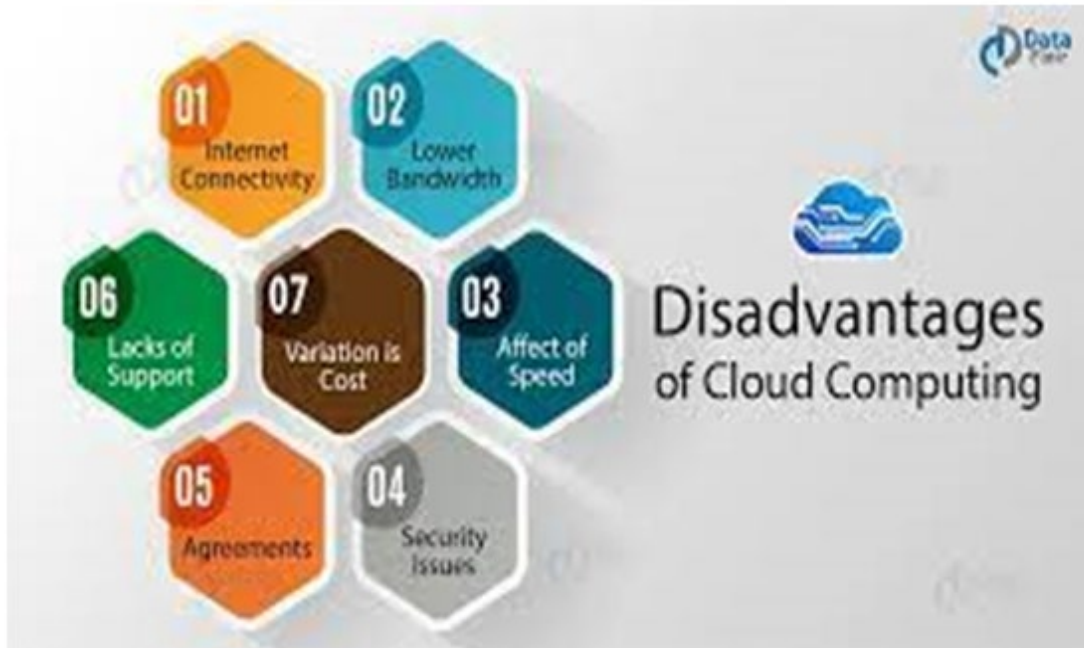 Data
01
Internet
Connectivity
02
Lower
Bandwidth
06
Lacks of
Support
07
Variation is
Cost
03
Affect of
Speed
Disadvantages
of Cloud Computing
05
Agreements
04
Security
Issues